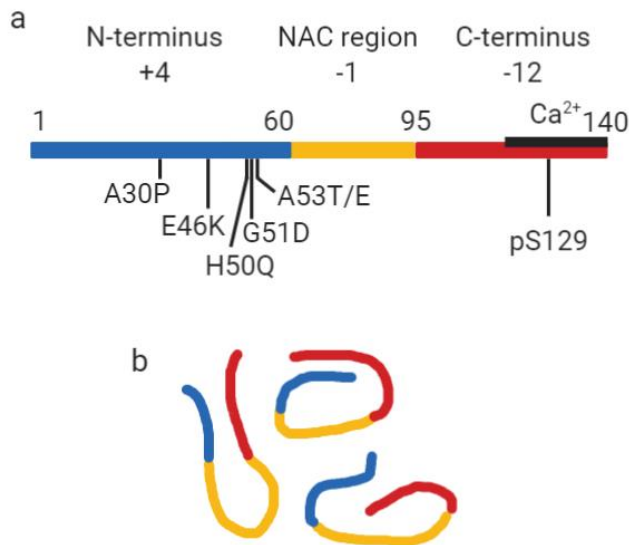 a
N-terminus NAC region C-terminus
+4 -1 -12
Ca²⁺
1 60 95 140
A30P A53T/E
E46K G51D pS129
H50Q
b